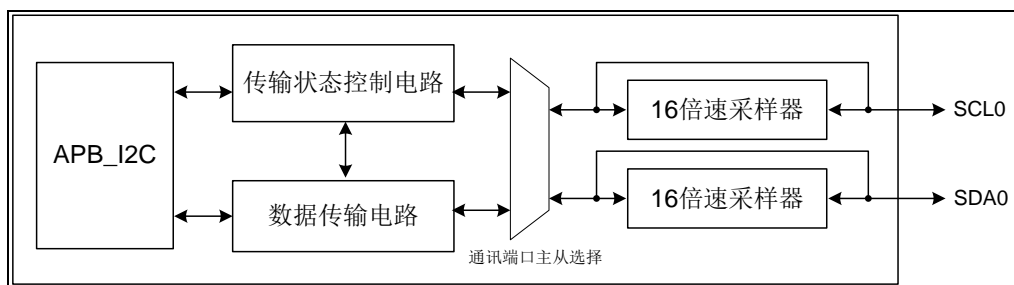 传输状态控制电路
APB_I2C
数据传输电路
通讯端口主从选择
16倍速采样器
SCL0
16倍速采样器
SDA0